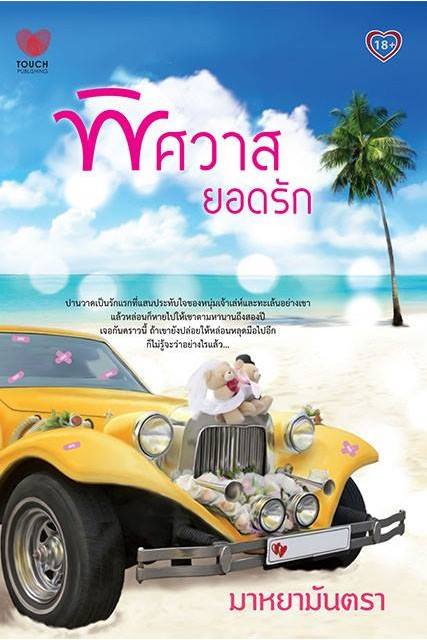 TOUCH
PUBLISHING
18+
พิศวาส
ยอดรัก
ปานวาดเป็นรักแรกที่แสนประทับใจของหนุ่มเจ้าเล่ห์และทะเล้นอย่างเขา
แล้วหล่อนก็หายไปให้เขาตามหานานถึงสองปี
เจอกันคราวนี้ ถ้าเขายังปล่อยให้หล่อนหลุดมือไปอีก
ก็ไม่รู้จะว่าอย่างไรแล้ว...
มาหยามันตรา